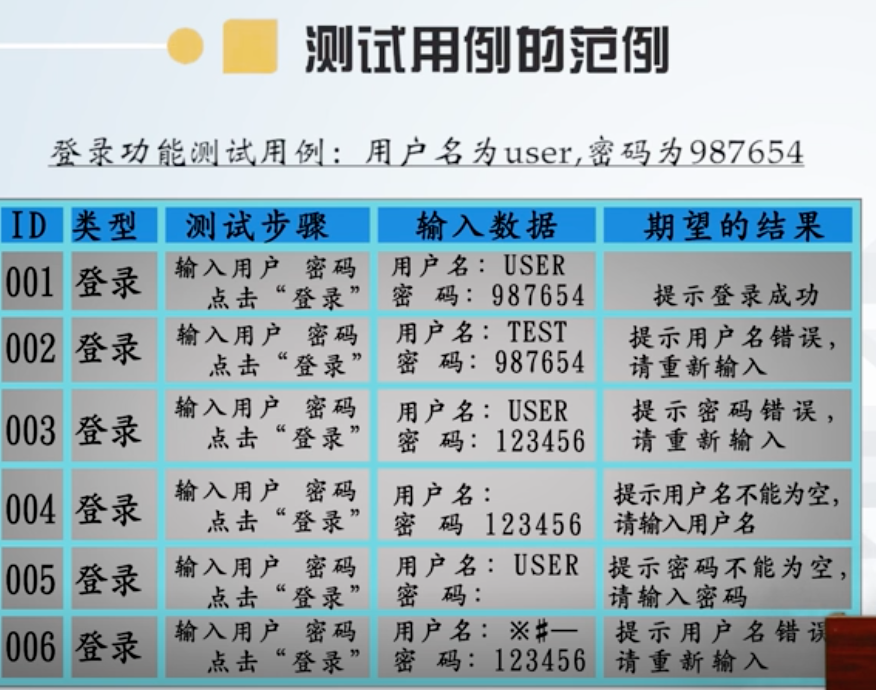 测试用例的范例
登录功能测试用例：用户名为user,密码为987654
ID 类型 测试步骤 输入数据 期望的结果
001 登录 输入用户 密码 点击“登录” 用户名：USER 密 码：987654 提示登录成功
002 登录 输入用户 密码 点击“登录” 用户名：TEST 密 码：987654 提示用户名错误，请重新输入
003 登录 输入用户 密码 点击“登录” 用户名：USER 密 码：123456 提示密码错误，请重新输入
004 登录 输入用户 密码 点击“登录” 用户名： 密 码 123456 提示用户名不能为空，请输入用户名
005 登录 输入用户 密码 点击“登录” 用户名：USER 密 码： 提示密码不能为空，请输入密码
006 登录 输入用户 密码 点击“登录” 用户名：※#— 密 码：123456 提示用户名错误 请重新输入